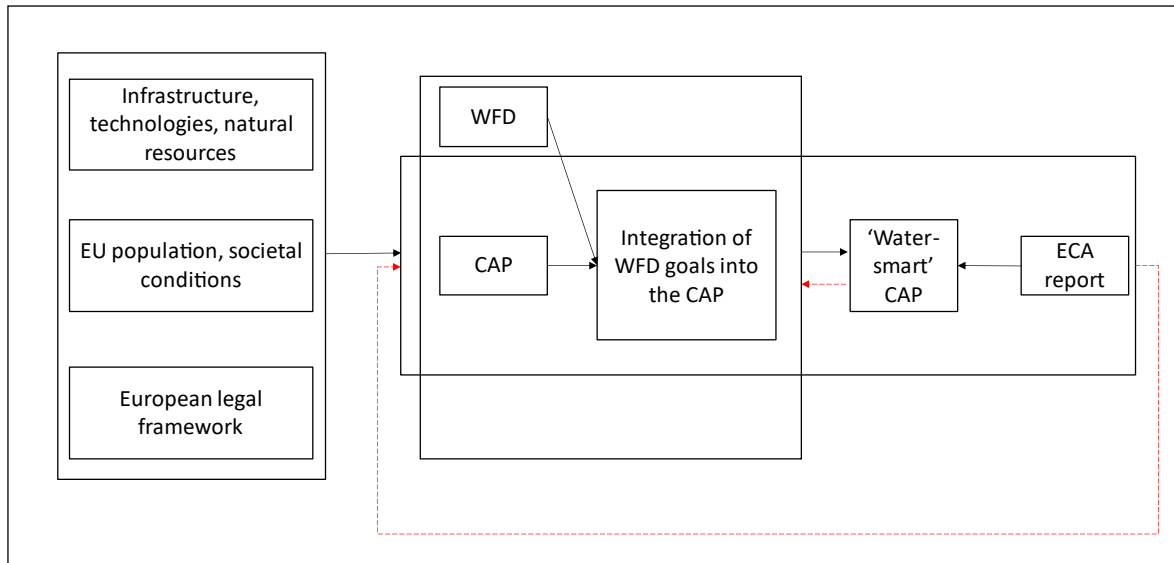 Infrastructure,
technologies, natural
resources
EU population, societal
conditions
European legal
framework
WFD
CAP
Integration of
WFD goals into
the CAP
‘Water-
smart’
CAP
ECA
report